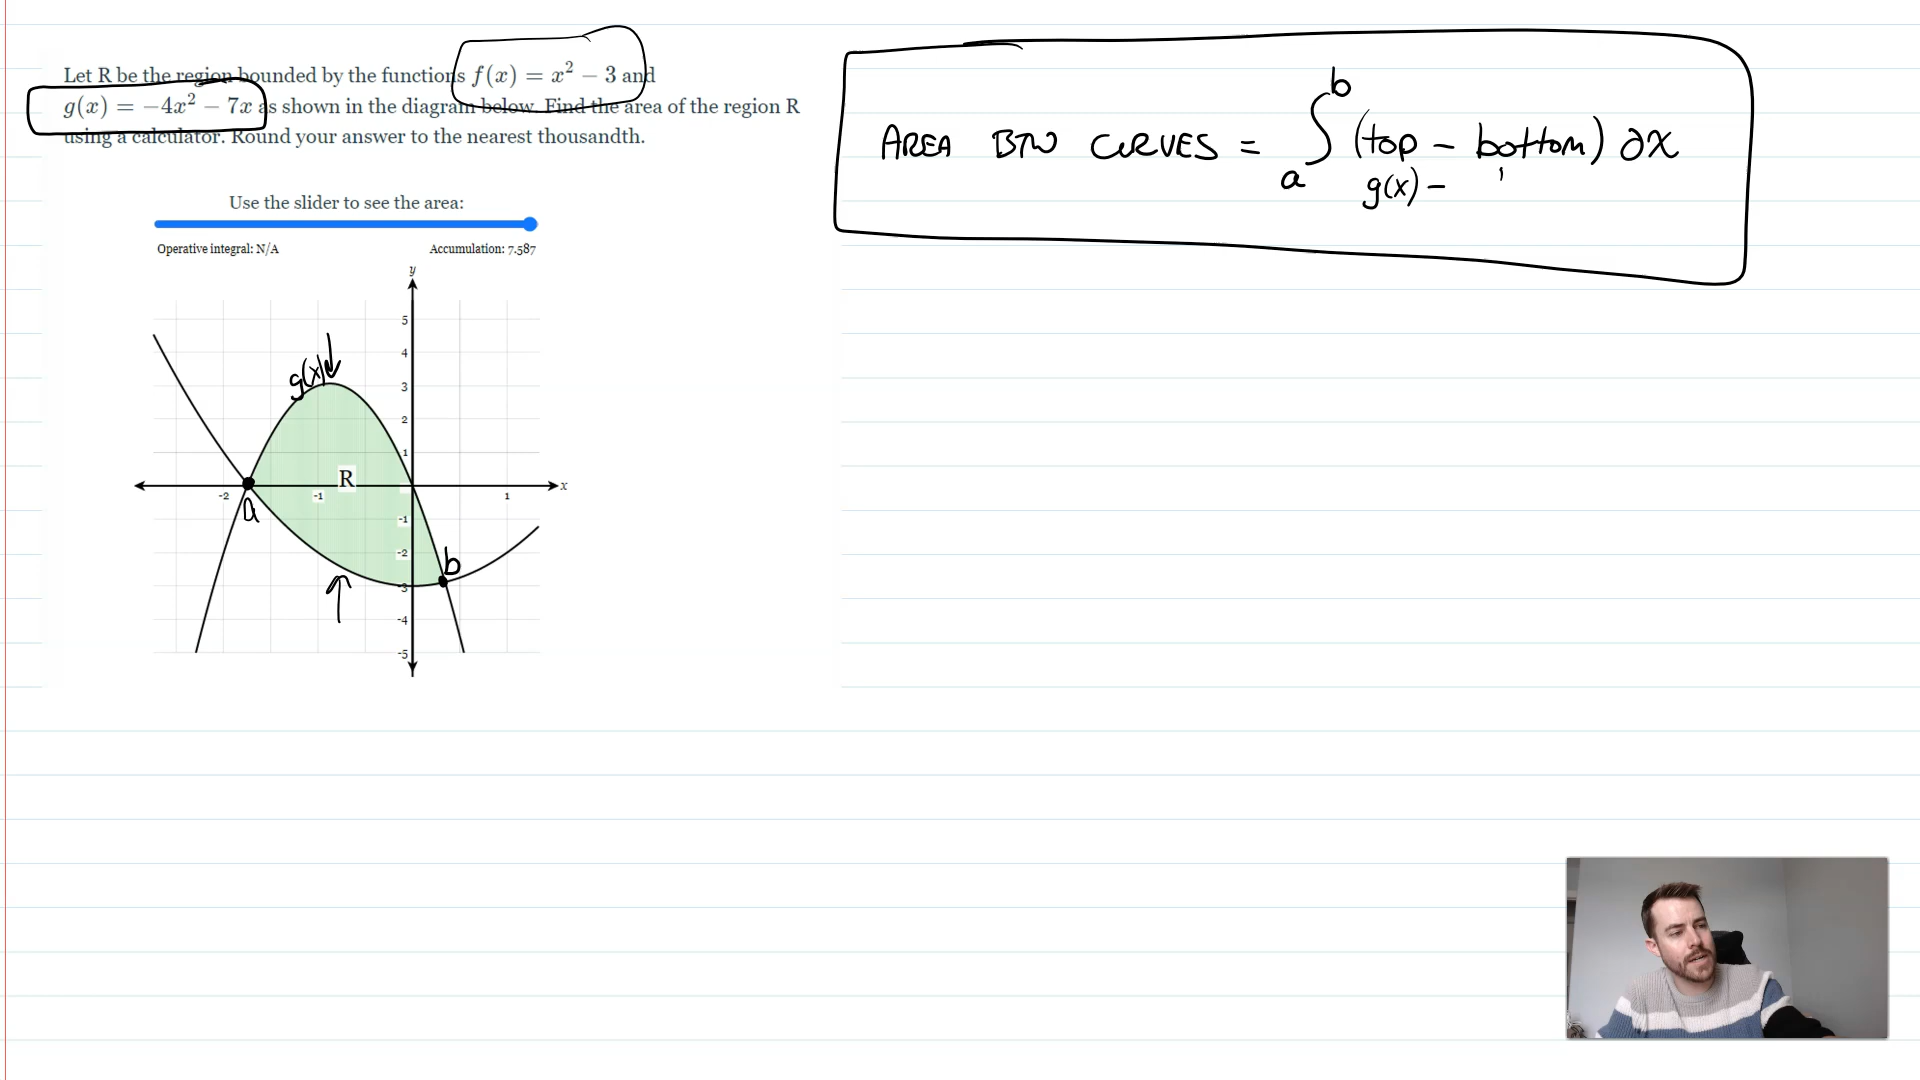 Let R be the region bounded by the functions f(x) = x² − 3 and
g(x) = −4x² − 7x as shown in the diagram below. Find the area of the region R
using a calculator. Round your answer to the nearest thousandth.
AREA BTW CURVES = ∫ₐᵇ (top − bottom) ∂x
g(x) −
Use the slider to see the area:
Operative integral: N/A
Accumulation: 7.587
y
5
4
g(x)
3
2
1
R
x
-2
-1
1
a
-1
-2
b
-3
-4
-5